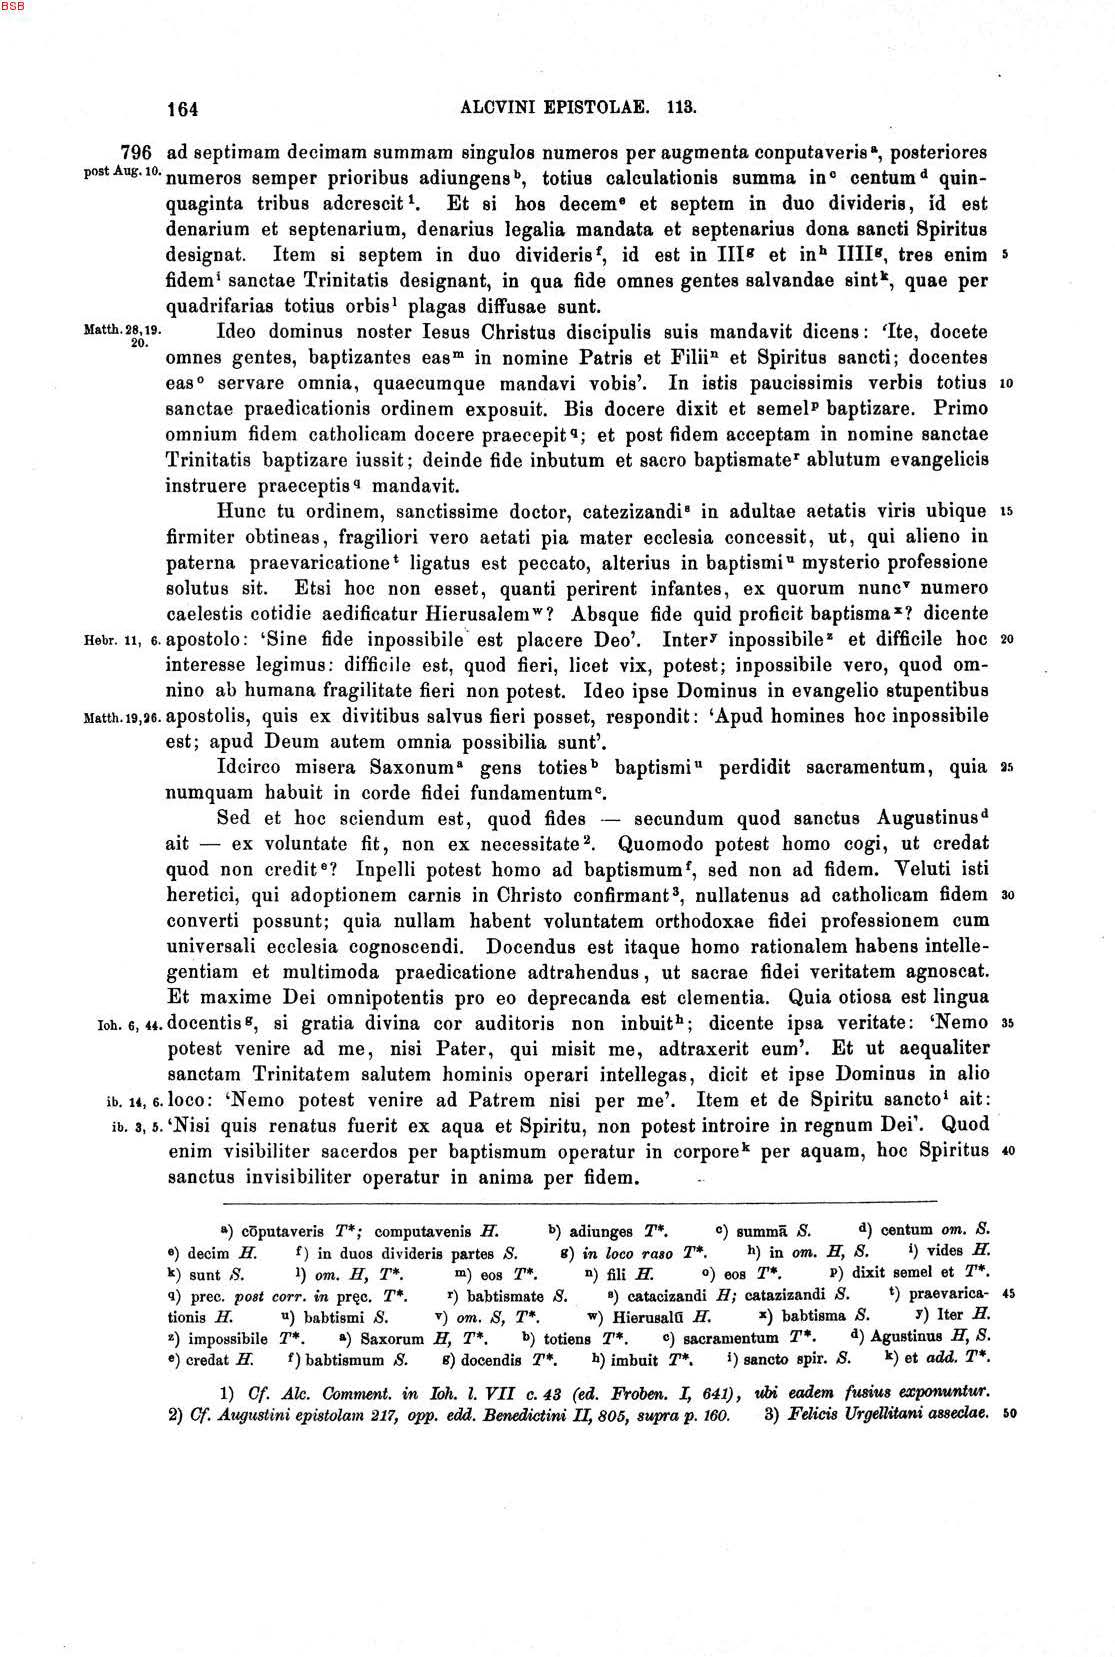 BSB
164 ALCVINI EPISTOLAE. 113.
796 ad septimam decimam summam singulos numeros per augmenta conputaveris a, posteriores
post Aug. 10. numeros semper prioribus adiungens b, totius calculationis summa in c centum d quin-
quaginta tribus adcrescit 1. Et si hos decem e et septem in duo divideris, id est
denarium et septenarium, denarius legalia mandata et septenarius dona sancti Spiritus
designat. Item si septem in duo divideris f, id est in III g et in h IIII g, tres enim 5
fidem i sanctae Trinitatis designant, in qua fide omnes gentes salvandae sint k, quae per
quadrifarias totius orbis l plagas diffusae sunt.
Matth. 28, 19. 20. Ideo dominus noster Iesus Christus discipulis suis mandavit dicens: ‘Ite, docete
omnes gentes, baptizantes eas m in nomine Patris et Filii n et Spiritus sancti; docentes
eas o servare omnia, quaecumque mandavi vobis’. In istis paucissimis verbis totius 10
sanctae praedicationis ordinem exposuit. Bis docere dixit et semel p baptizare. Primo
omnium fidem catholicam docere praecepit q; et post fidem acceptam in nomine sanctae
Trinitatis baptizare iussit; deinde fide inbutum et sacro baptismate r ablutum evangelicis
instruere praeceptis q mandavit.
Hunc tu ordinem, sanctissime doctor, catezizandi s in adultae aetatis viris ubique 15
firmiter obtineas, fragiliori vero aetati pia mater ecclesia concessit, ut, qui alieno in
paterna praevaricatione t ligatus est peccato, alterius in baptismi u mysterio professione
solutus sit. Etsi hoc non esset, quanti perirent infantes, ex quorum nunc v numero
caelestis cotidie aedificatur Hierusalem w? Absque fide quid proficit baptisma x? dicente
Hebr. 11, 6. apostolo: ‘Sine fide inpossibile est placere Deo’. Inter y inpossibile z et difficile hoc 20
interesse legimus: difficile est, quod fieri, licet vix, potest; inpossibile vero, quod om-
nino ab humana fragilitate fieri non potest. Ideo ipse Dominus in evangelio stupentibus
Matth. 19, 26. apostolis, quis ex divitibus salvus fieri posset, respondit: ‘Apud homines hoc inpossibile
est; apud Deum autem omnia possibilia sunt’.
Idcirco misera Saxonum a gens toties b baptismi u perdidit sacramentum, quia 25
numquam habuit in corde fidei fundamentum c.
Sed et hoc sciendum est, quod fides — secundum quod sanctus Augustinus d
ait — ex voluntate fit, non ex necessitate 2. Quomodo potest homo cogi, ut credat
quod non credit e? Inpelli potest homo ad baptismum f, sed non ad fidem. Veluti isti
heretici, qui adoptionem carnis in Christo confirmant 3, nullatenus ad catholicam fidem 30
converti possunt; quia nullam habent voluntatem orthodoxae fidei professionem cum
universali ecclesia cognoscendi. Docendus est itaque homo rationalem habens intelle-
gentiam et multimoda praedicatione adtrahendus, ut sacrae fidei veritatem agnoscat.
Et maxime Dei omnipotentis pro eo deprecanda est clementia. Quia otiosa est lingua
Ioh. 6, 44. docentis g, si gratia divina cor auditoris non inbuit h; dicente ipsa veritate: ‘Nemo 35
potest venire ad me, nisi Pater, qui misit me, adtraxerit eum’. Et ut aequaliter
sanctam Trinitatem salutem hominis operari intellegas, dicit et ipse Dominus in alio
ib. 14, 6. loco: ‘Nemo potest venire ad Patrem nisi per me’. Item et de Spiritu sancto i ait:
ib. 3, 5. ‘Nisi quis renatus fuerit ex aqua et Spiritu, non potest introire in regnum Dei’. Quod
enim visibiliter sacerdos per baptismum operatur in corpore k per aquam, hoc Spiritus 40
sanctus invisibiliter operatur in anima per fidem.
a) cōputaveris T*; computavenis H. b) adiunges T*. c) summā S. d) centum om. S.
e) decim H. f) in duos divideris partes S. g) in loco raso T*. h) in om. H, S. i) vides H.
k) sunt S. l) om. H, T*. m) eos T*. n) fili H. o) eos T*. p) dixit semel et T*.
q) prec. post corr. in pręc. T*. r) babtismate S. s) catacizandi H; catazizandi S. t) praevarica- 45
tionis H. u) babtismi S. v) om. S, T*. w) Hierusalū H. x) babtisma S. y) Iter H.
z) impossibile T*. a) Saxorum H, T*. b) totiens T*. c) sacramentum T*. d) Agustinus H, S.
e) credat H. f) babtismum S. g) docendis T*. h) imbuit T*. i) sancto spir. S. k) et add. T*.
1) Cf. Alc. Comment. in Ioh. l. VII c. 43 (ed. Froben. I, 641), ubi eadem fusius exponuntur.
2) Cf. Augustini epistolam 217, opp. edd. Benedictini II, 805, supra p. 160. 3) Felicis Urgellitani asseclae. 50